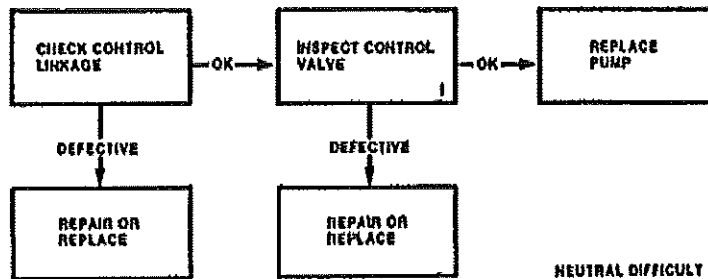 CHECK CONTROL
LINKAGE
OK
INSPECT CONTROL
VALVE
OK
REPLACE
PUMP
DEFECTIVE
DEFECTIVE
REPAIR OR
REPLACE
REPAIR OR
REPLACE
NEUTRAL DIFFICULT